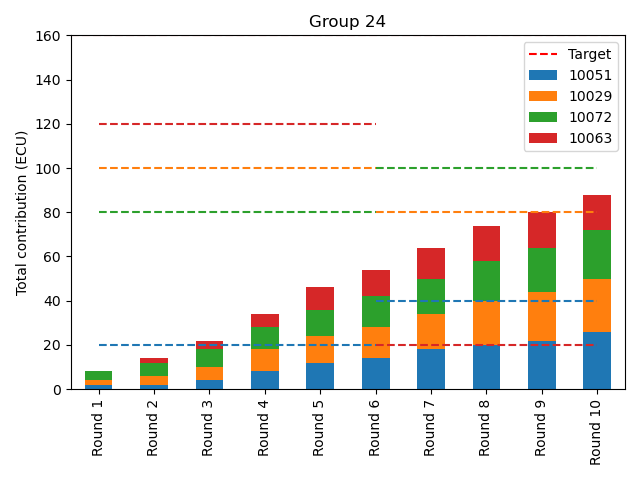 Group 24
Total contribution (ECU)
160
140
120
100
80
60
40
20
0
Target
10051
10029
10072
10063
Round 1
Round 2
Round 3
Round 4
Round 5
Round 6
Round 7
Round 8
Round 9
Round 10